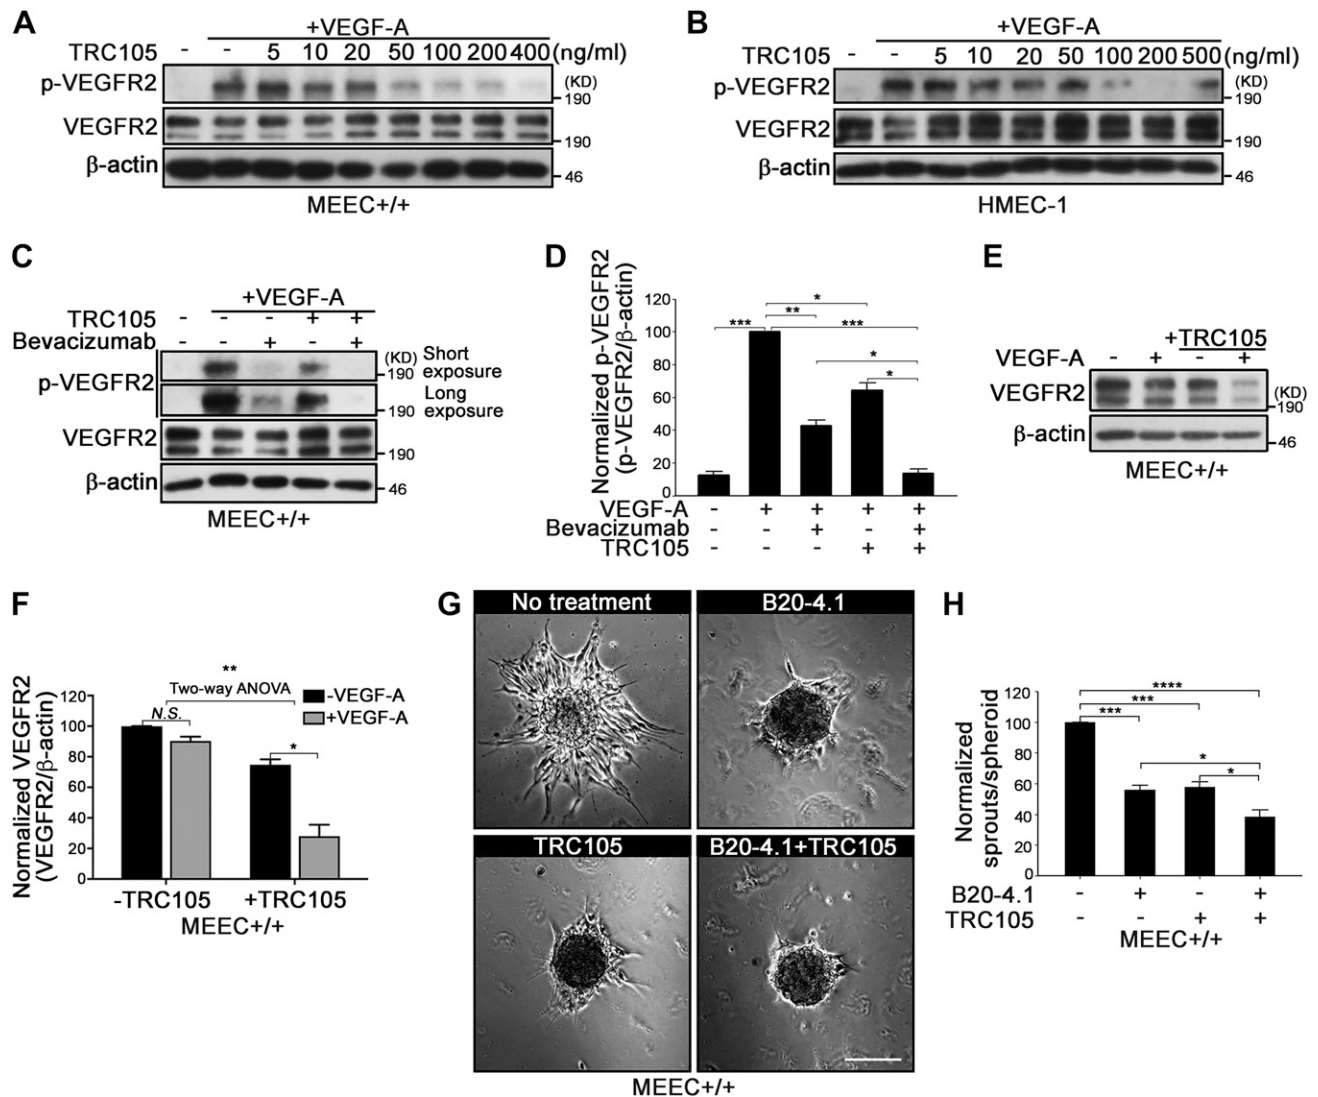 A
+VEGF-A
TRC105 - - 5 10 20 50 100 200 400 (ng/ml)
p-VEGFR2 (KD)
190
VEGFR2
190
β-actin
46
MEEC+/+
B
+VEGF-A
TRC105 - - 5 10 20 50 100 200 500 (ng/ml)
p-VEGFR2 (KD)
190
VEGFR2
190
β-actin
46
HMEC-1
C
+VEGF-A
TRC105 - - - + +
Bevacizumab - - + - +
p-VEGFR2
(KD) Short
190 exposure
Long
190 exposure
VEGFR2
190
β-actin
46
MEEC+/+
D
Normalized p-VEGFR2
(p-VEGFR2/β-actin)
120
100
80
60
40
20
0
*
** 
*** ***
*
*
VEGF-A - + + + +
Bevacizumab - - + - +
TRC105 - - - + +
E
+TRC105
VEGF-A - + - +
VEGFR2 (KD)
190
β-actin
46
MEEC+/+
F
Normalized VEGFR2
(VEGFR2/β-actin)
120
100
80
60
40
20
0
**
Two-way ANOVA
N.S.
*
-VEGF-A
+VEGF-A
-TRC105 +TRC105
MEEC+/+
G
No treatment B20-4.1
TRC105 B20-4.1+TRC105
MEEC+/+
H
Normalized
sprouts/spheroid
120
100
80
60
40
20
0
****
***
***
*
*
B20-4.1 - + - +
TRC105 - - + +
MEEC+/+